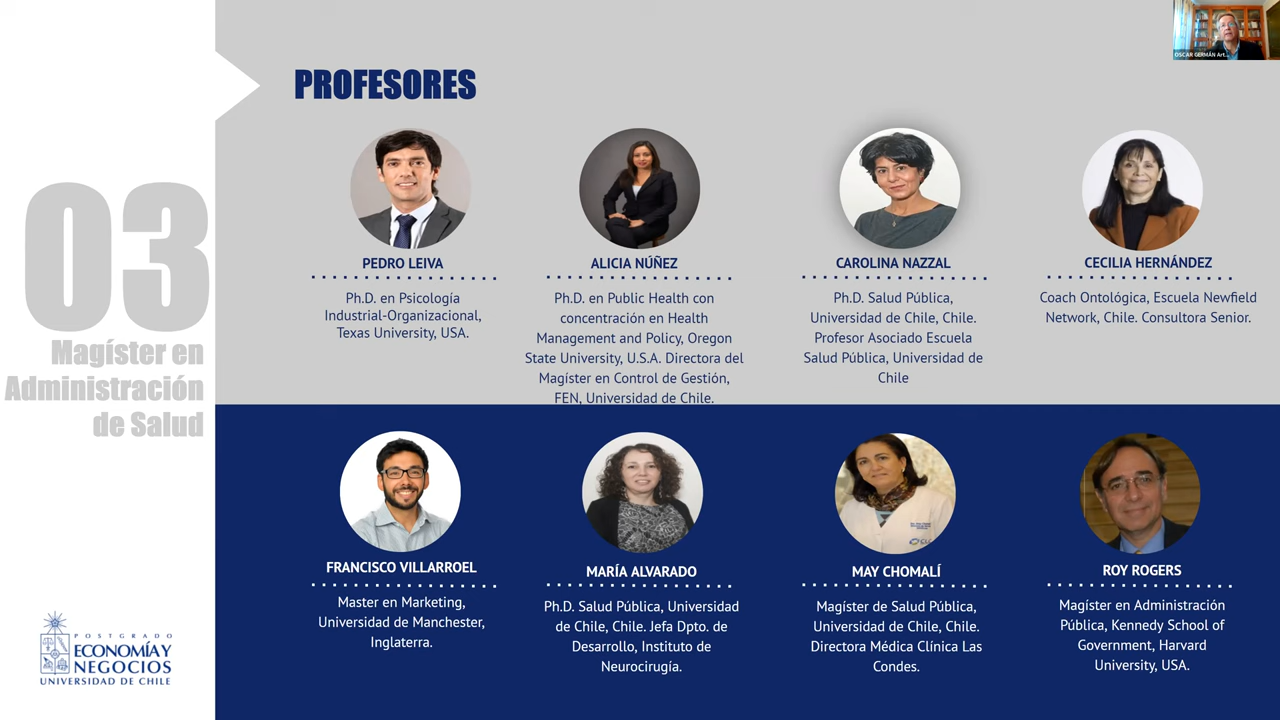 OSCAR GERMÁN Art...
PROFESORES
03
Magíster en
Administración
de Salud
PEDRO LEIVA
Ph.D. en Psicología
Industrial-Organizacional,
Texas University, USA.
ALICIA NÚÑEZ
Ph.D. en Public Health con
concentración en Health
Management and Policy, Oregon
State University, U.S.A. Directora del
Magíster en Control de Gestión,
FEN, Universidad de Chile.
CAROLINA NAZZAL
Ph.D. Salud Pública,
Universidad de Chile, Chile.
Profesor Asociado Escuela
Salud Pública, Universidad de
Chile
CECILIA HERNÁNDEZ
Coach Ontológica, Escuela Newfield
Network, Chile. Consultora Senior.
FRANCISCO VILLARROEL
Master en Marketing,
Universidad de Manchester,
Inglaterra.
MARÍA ALVARADO
Ph.D. Salud Pública, Universidad
de Chile, Chile. Jefa Dpto. de
Desarrollo, Instituto de
Neurocirugía.
MAY CHOMALÍ
Magíster de Salud Pública,
Universidad de Chile, Chile.
Directora Médica Clínica Las
Condes.
ROY ROGERS
Magíster en Administración
Pública, Kennedy School of
Government, Harvard
University, USA.
POSTGRADO
ECONOMÍA Y
NEGOCIOS
UNIVERSIDAD DE CHILE